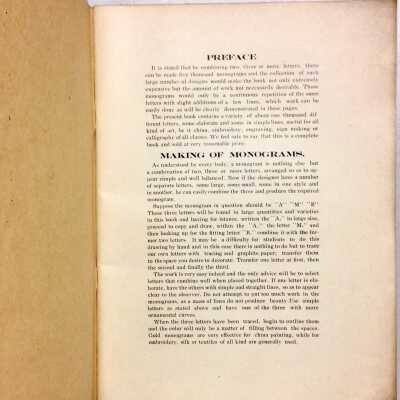 PREFACE
It is stated that be combining two, three or more letters, there
can be made five thousand monograms and the collection of such
large number of designs would make the book not only extremely
expensive but the amount of work not necessarily desirable. Those
monograms would only be a continuous repetition of the same
letters with slight additions of a few lines, which work can be
easily done as will be clearly demonstrated in these pages.
The present book contains a variety of about one thousand dif-
ferent letters, some elaborate and some in simple lines, useful for all
kind of art, be it china, embroidery, engraving, sign making or
calligraphy of all classes. We feel safe to say that this is a complete
book and sold at very reasonable price.
MAKING OF MONOGRAMS.
As understood by every body, a monogram is nothing else but
a combination of two, three or more letters, arranged so as to ap-
pear simple and well balanced. Now if the designer have a number
of separate letters, some large, some small, some in one style and
in another, he can easily combine the three and produce the required
monogram.
Suppose the monogram in question should be "A" "M" "R"
These three letters will be found in large quantities and varieties
in this book and having for instance, written the "A," in large size,
proceed to copy and draw, within the "A," the letter "M," and
then looking up for the fitting letter "R," combine it with the for-
mer two letters. It may be a difficulty for students to do this
drawing by hand and in this case there is nothing to do but to trace
our own letters with tracing and graphite paper; transfer them
to the space you desire to decorate. Transfer one letter at first, then
the second and finally the third.
The work is very easy indeed and the only advice will be to select
letters that combine well when placed together. If one letter is elab-
orate, have the others with simple and straight lines, so as to appear
clear to the observer. Do not attempt to put too much work in the
monograms, as a mass of lines do not produce beauty. Use simple
letters as stated above and have one of the three with more
ornamental curves.
When the three letters have been traced, begin to outline them
and the color will only be a matter of filling between the spaces.
Gold monograms are very effective for china painting, while for
embroidery, silk or textiles of all kind are generally used.